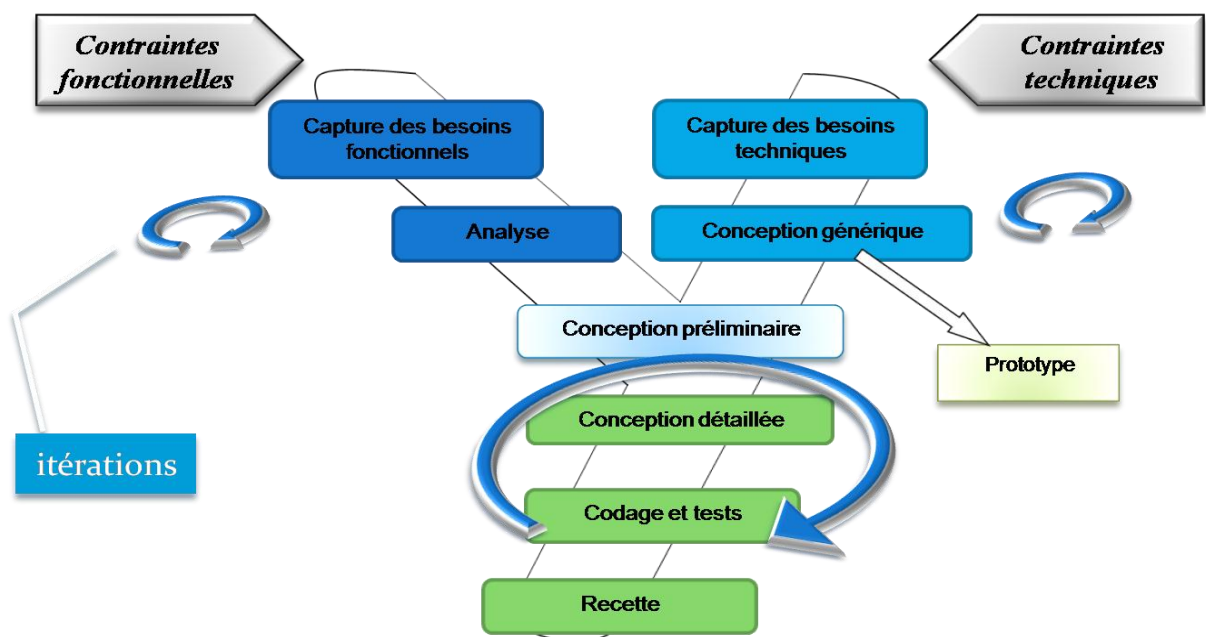 Contraintes
fonctionnelles
Contraintes
techniques
Capture des besoins
fonctionnels
Capture des besoins
techniques
Analyse
Conception générique
Conception préliminaire
Prototype
Conception détaillée
itérations
Codage et tests
Recette